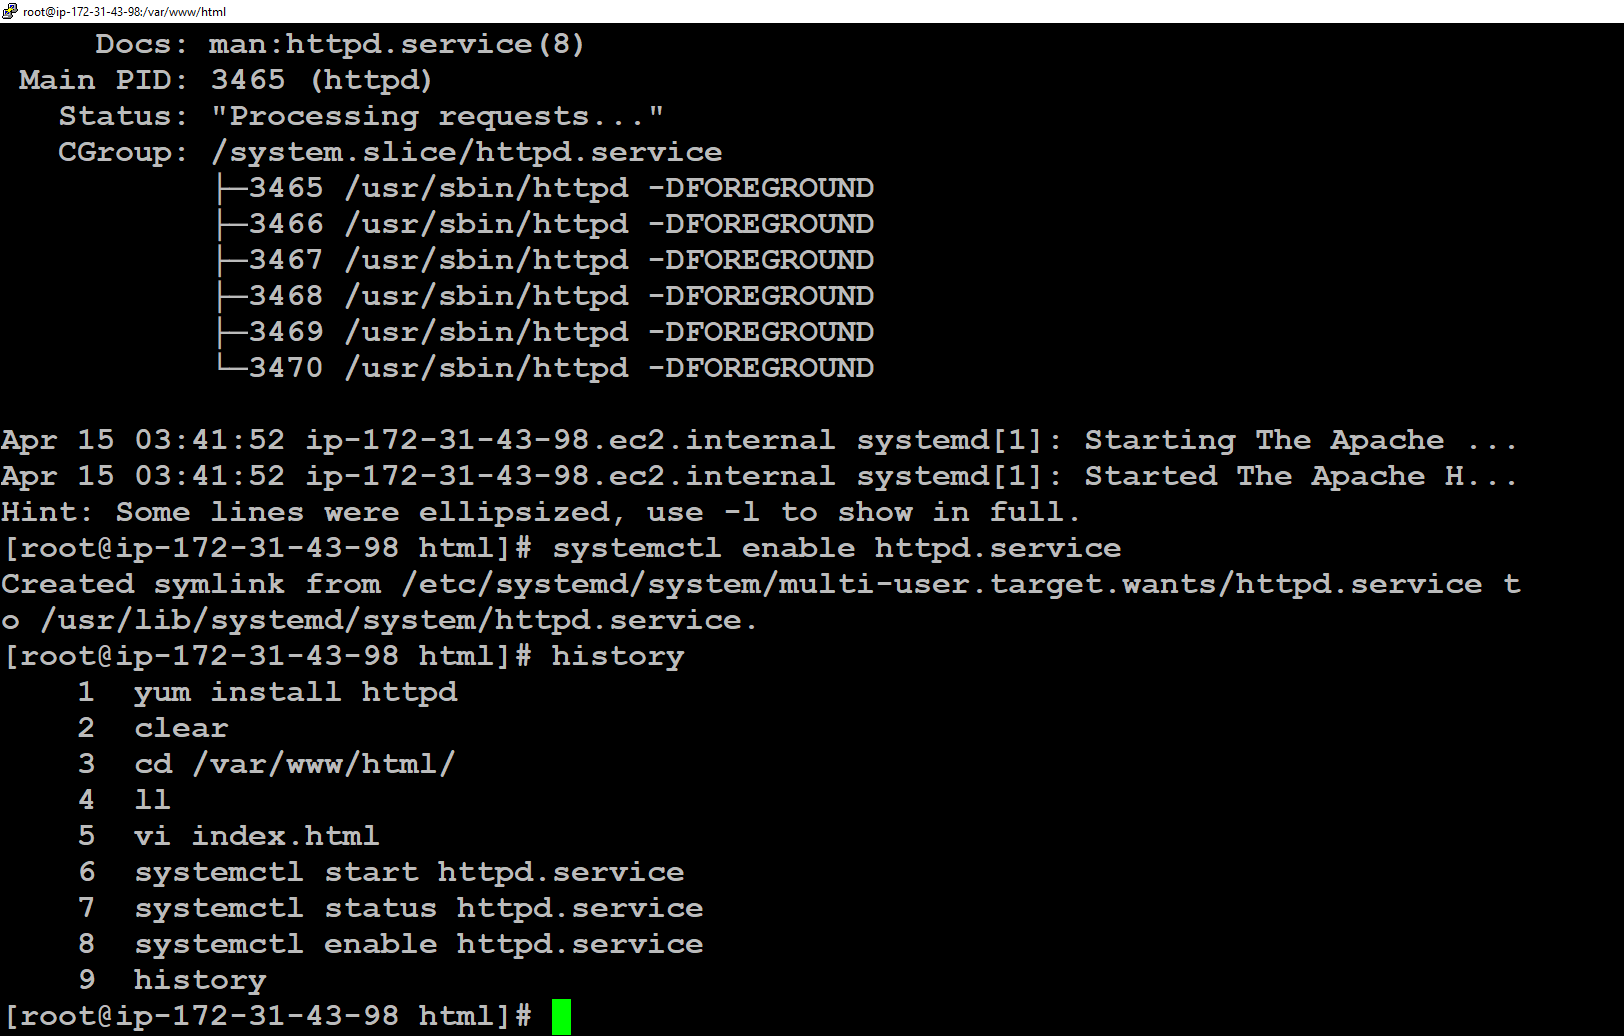 root@ip-172-31-43-98:/var/www/html
Docs: man:httpd.service(8)
Main PID: 3465 (httpd)
Status: "Processing requests..."
CGroup: /system.slice/httpd.service
├─3465 /usr/sbin/httpd -DFOREGROUND
├─3466 /usr/sbin/httpd -DFOREGROUND
├─3467 /usr/sbin/httpd -DFOREGROUND
├─3468 /usr/sbin/httpd -DFOREGROUND
├─3469 /usr/sbin/httpd -DFOREGROUND
└─3470 /usr/sbin/httpd -DFOREGROUND
Apr 15 03:41:52 ip-172-31-43-98.ec2.internal systemd[1]: Starting The Apache ...
Apr 15 03:41:52 ip-172-31-43-98.ec2.internal systemd[1]: Started The Apache H...
Hint: Some lines were ellipsized, use -l to show in full.
[root@ip-172-31-43-98 html]# systemctl enable httpd.service
Created symlink from /etc/systemd/system/multi-user.target.wants/httpd.service t
o /usr/lib/systemd/system/httpd.service.
[root@ip-172-31-43-98 html]# history
1 yum install httpd
2 clear
3 cd /var/www/html/
4 ll
5 vi index.html
6 systemctl start httpd.service
7 systemctl status httpd.service
8 systemctl enable httpd.service
9 history
[root@ip-172-31-43-98 html]#